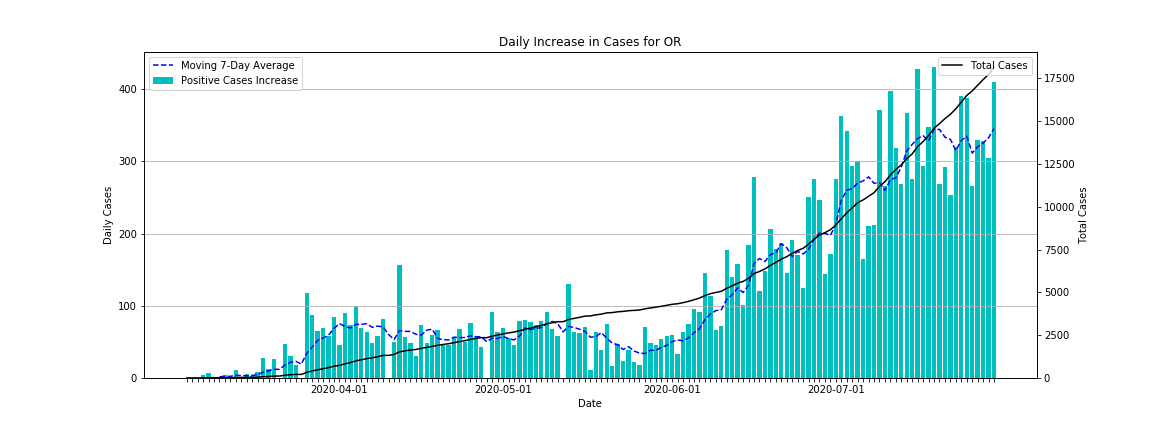 Daily Increase in Cases for OR
Moving 7-Day Average
Positive Cases Increase
Total Cases
400
300
200
100
0
Daily Cases
17500
15000
12500
10000
7500
5000
2500
0
Total Cases
2020-04-01
2020-05-01
2020-06-01
2020-07-01
Date